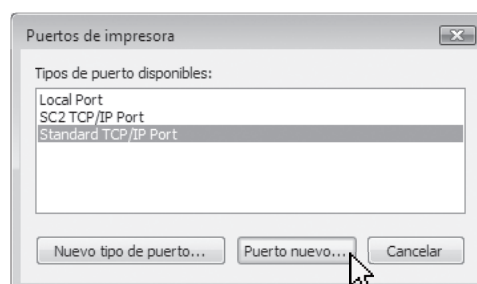 Puertos de impresora
Tipos de puerto disponibles:
Local Port
SC2 TCP/IP Port
Standard TCP/IP Port
Nuevo tipo de puerto... Puerto nuevo... Cancelar